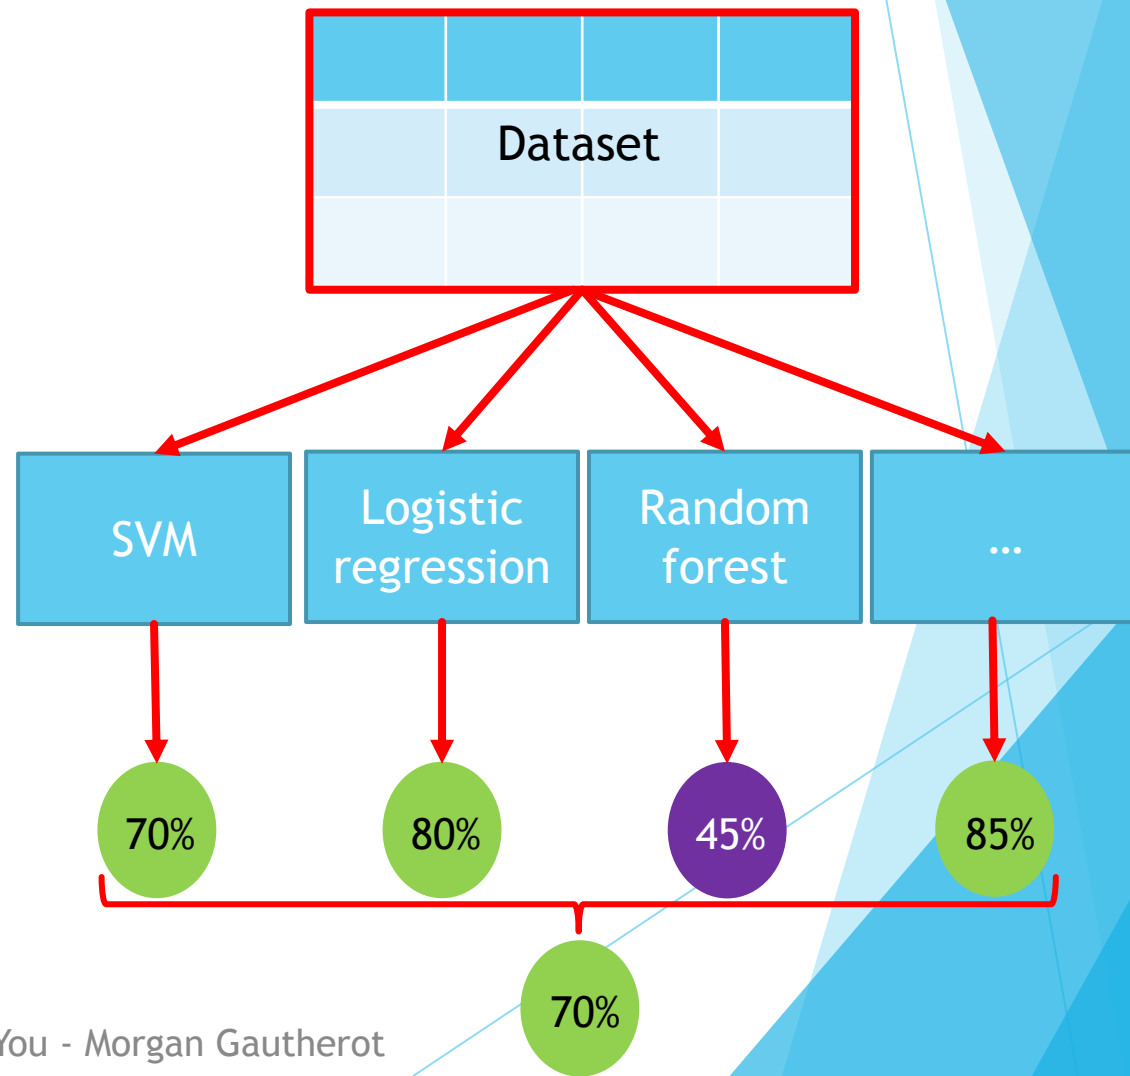 Dataset
SVM
Logistic
regression
Random
forest
...
70%
80%
45%
85%
70%
You - Morgan Gautherot